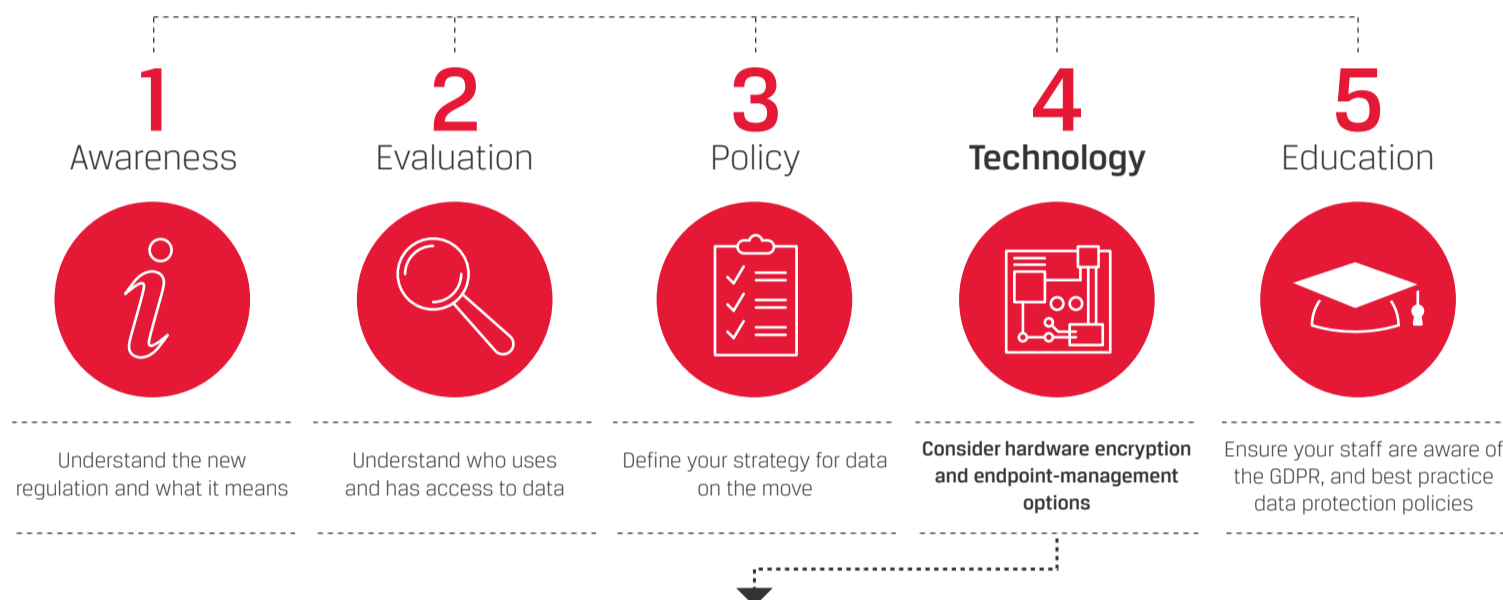 1
Awareness
Understand the new
regulation and what it means
2
Evaluation
Understand who uses
and has access to data
3
Policy
Define your strategy for data
on the move
4
Technology
Consider hardware encryption
and endpoint-management
options
5
Education
Ensure your staff are aware of
the GDPR, and best practice
data protection policies